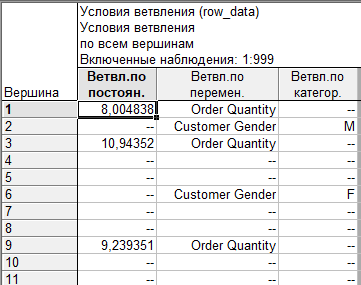 Условия ветвления (row_data)
Условия ветвления
по всем вершинам
Включенные наблюдения: 1:999
Вершина Ветвл.по постоян. Ветвл.по перемен. Ветвл.по категор.
1 8,004838 Order Quantity --
2 -- Customer Gender M
3 10,94352 Order Quantity --
4 -- -- --
5 -- -- --
6 -- Customer Gender F
7 -- -- --
8 -- -- --
9 9,239351 Order Quantity --
10 -- -- --
11 -- -- --